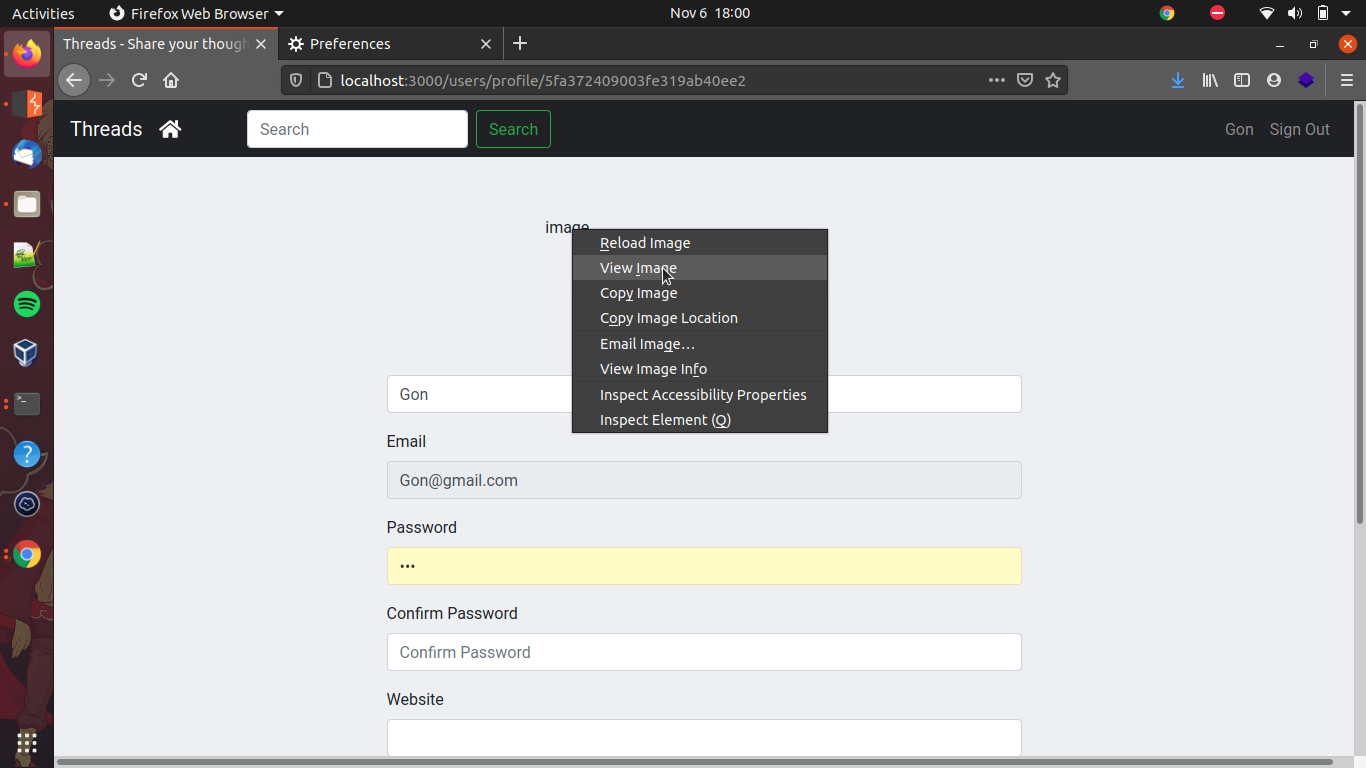 Activities Firefox Web Browser Nov 6 18:00
Threads - Share your though Preferences
localhost:3000/users/profile/5fa372409003fe319ab40ee2
Threads Search Search Gon Sign Out
image
Reload Image
View Image
Copy Image
Copy Image Location
Email Image…
View Image Info
Inspect Accessibility Properties
Inspect Element (Q)
Gon
Email
Gon@gmail.com
Password
•••
Confirm Password
Confirm Password
Website